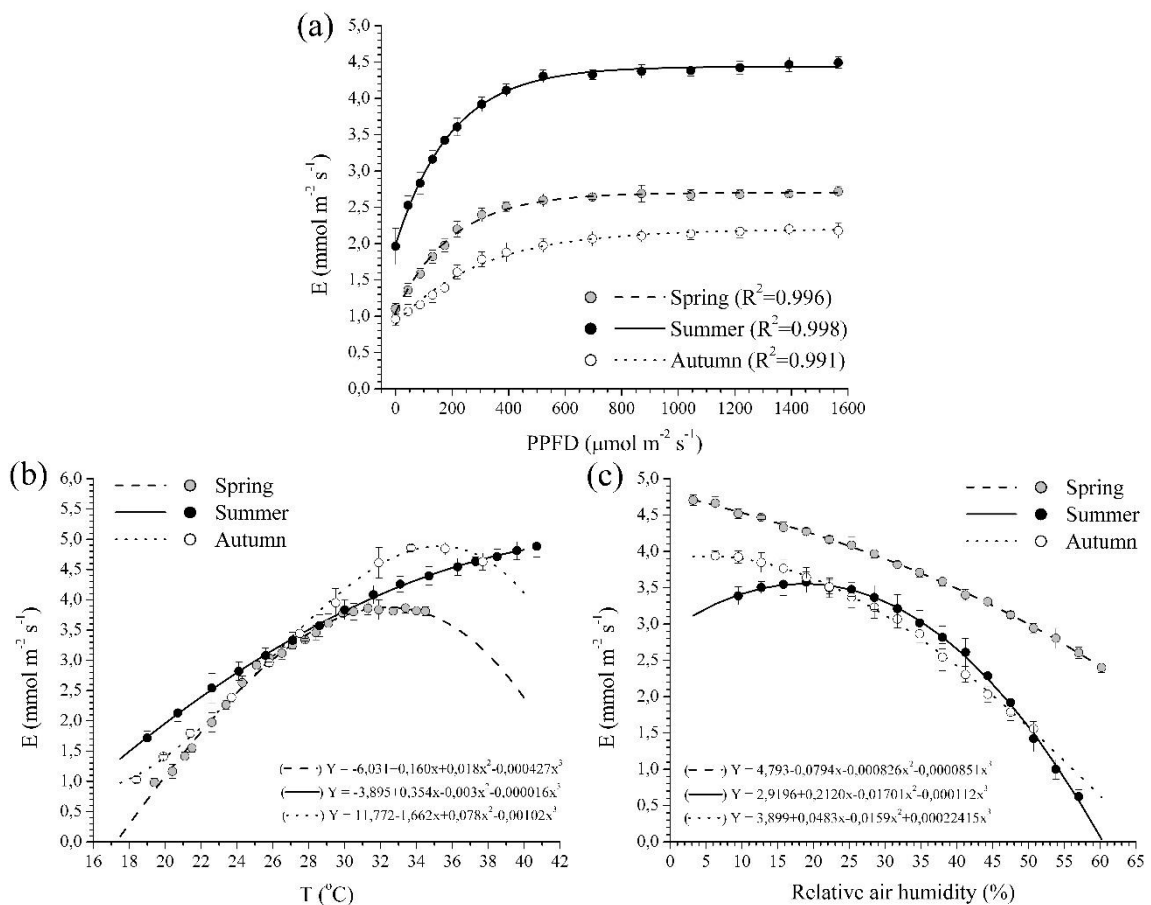 (a)
5,0
4,5
4,0
3,5
3,0
2,5
2,0
1,5
1,0
0,5
0,0
E (mmol m⁻² s⁻¹)
Spring (R²=0.996)
Summer (R²=0.998)
Autumn (R²=0.991)
0 200 400 600 800 1000 1200 1400 1600
PPFD (μmol m⁻² s⁻¹)
(b)
6,0
5,5
5,0
4,5
4,0
3,5
3,0
2,5
2,0
1,5
1,0
0,5
0,0
E (mmol m⁻² s⁻¹)
Spring
Summer
Autumn
(– –) Y = -6,031–0,160x+0,018x²-0,000427x³
(—) Y = -3,895+0,354x-0,003x²-0,000016x³
(· ·) Y = 11,772-1,662x+0,078x²-0,00102x³
16 18 20 22 24 26 28 30 32 34 36 38 40 42
T (°C)
(c)
5,0
4,5
4,0
3,5
3,0
2,5
2,0
1,5
1,0
0,5
0,0
E (mmol m⁻² s⁻¹)
Spring
Summer
Autumn
(– –) Y = 4,793-0,0794x-0,000826x²-0,0000851x³
(—) Y = 2,9196+0,2120x-0,01701x²-0,000112x³
(· ·) Y = 3,899+0,0483x-0,0159x²+0,00022415x³
0 5 10 15 20 25 30 35 40 45 50 55 60 65
Relative air humidity (%)